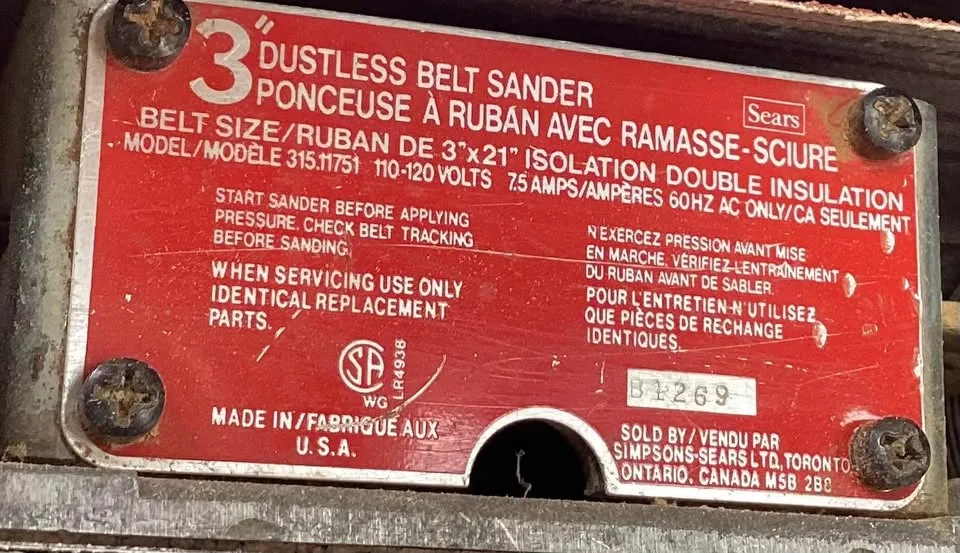 3" DUSTLESS BELT SANDER
PONCEUSE À RUBAN AVEC RAMASSE-SCIURE
Sears
BELT SIZE/RUBAN DE 3"x21" ISOLATION DOUBLE INSULATION
MODEL/MODÈLE 315.11751 110-120 VOLTS 7.5 AMPS/AMPÈRES 60HZ AC ONLY/CA SEULEMENT
START SANDER BEFORE APPLYING
PRESSURE. CHECK BELT TRACKING
BEFORE SANDING.
WHEN SERVICING USE ONLY
IDENTICAL REPLACEMENT
PARTS.
N'EXERCEZ PRESSION AVANT MISE
EN MARCHE. VÉRIFIEZ L'ENTRAÎNEMENT
DU RUBAN AVANT DE SABLER.
POUR L'ENTRETIEN N'UTILISEZ
QUE PIÈCES DE RECHANGE
IDENTIQUES.
SA
WG
LR4938
B1269
MADE IN/FABRIQUE AUX
U.S.A.
SOLD BY/VENDU PAR
SIMPSONS-SEARS LTD., TORONTO
ONTARIO, CANADA M5B 2B8